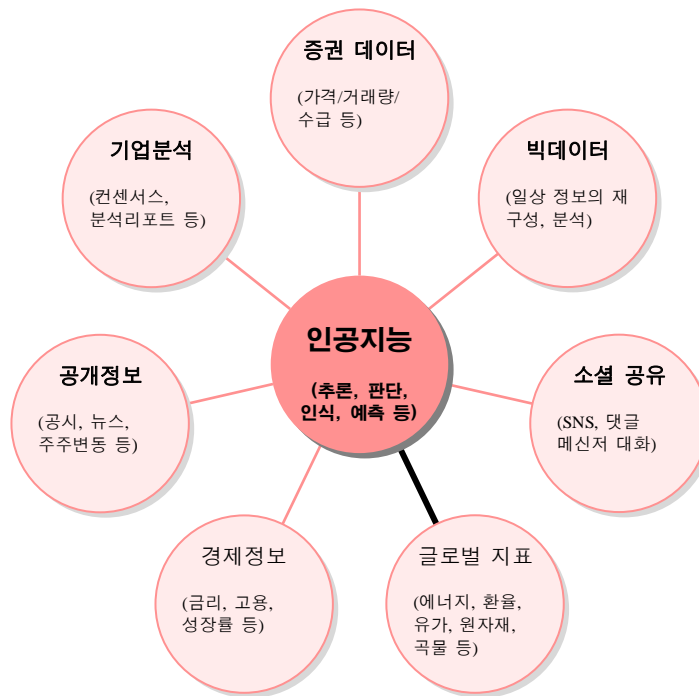 증권 데이터
(가격/거래량/
수급 등)
기업분석
(컨센서스,
분석리포트 등)
빅데이터
(일상 정보의 재
구성, 분석)
인공지능
(추론, 판단,
인식, 예측 등)
공개정보
(공시, 뉴스,
주주변동 등)
소셜 공유
(SNS, 댓글
메신저 대화)
경제정보
(금리, 고용,
성장률 등)
글로벌 지표
(에너지, 환율,
유가, 원자재,
곡물 등)